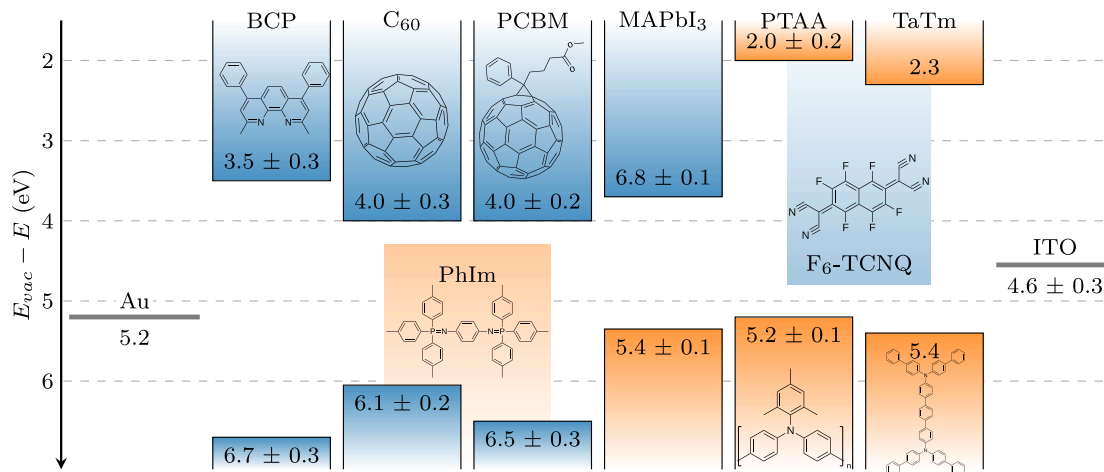 BCP C₆₀ PCBM MAPbI₃ PTAA TaTm
2.0 ± 0.2
2
2.3
3
3.5 ± 0.3
6.8 ± 0.1
4.0 ± 0.3
4.0 ± 0.2
4
N
N
N
N
N
N
F F F
F
F
F F F
N
N
N
N
O
O
F₆-TCNQ
ITO
4.6 ± 0.3
PhIm
P=N
N=P
Au
5.2
5
5.4 ± 0.1
5.2 ± 0.1
5.4
6
6.1 ± 0.2
6.5 ± 0.3
6.7 ± 0.3
N
n
N
N
E_vac − E (eV)